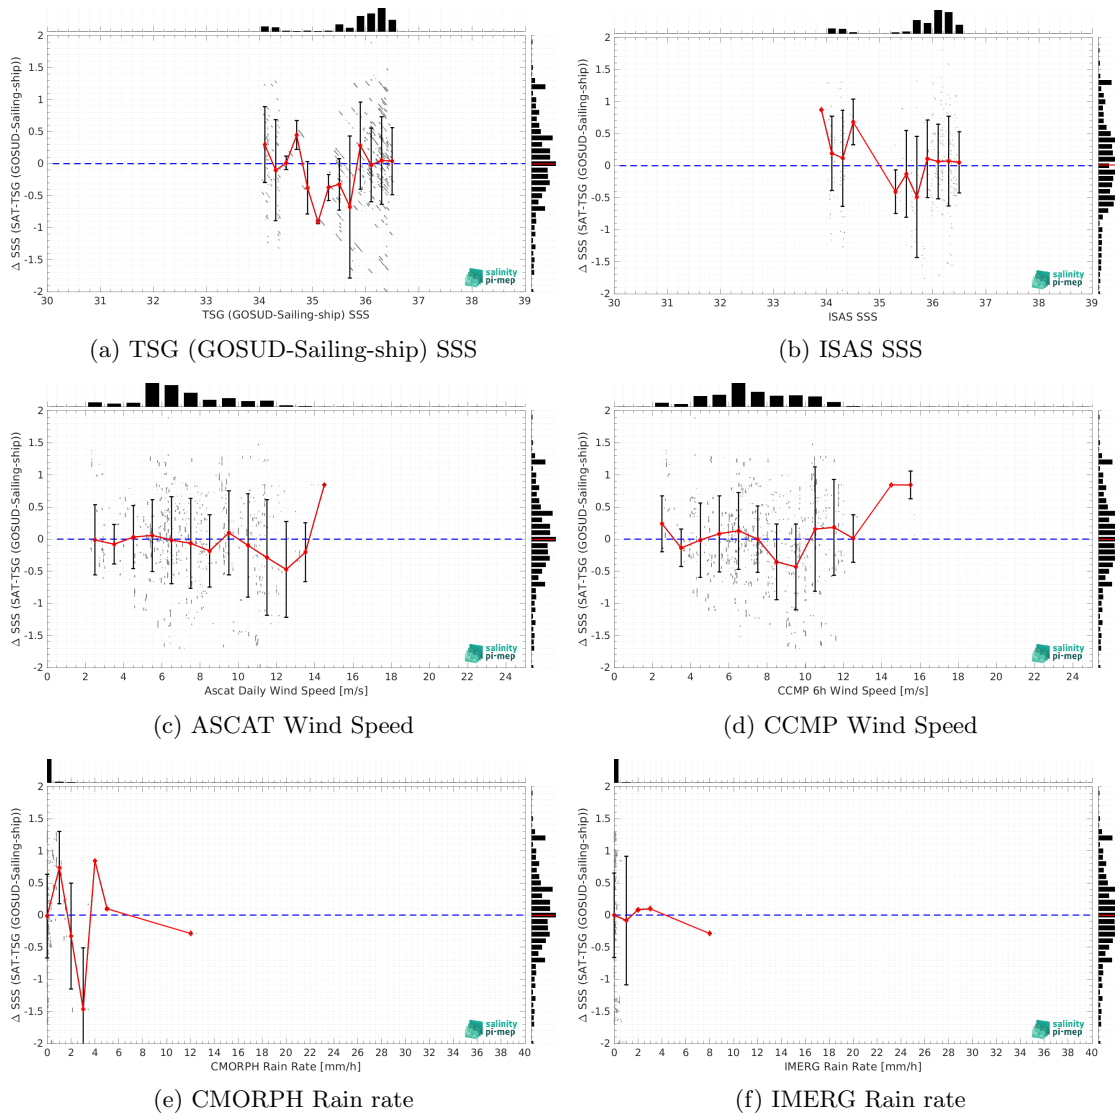 Δ SSS (SAT-TSG (GOSUD-Sailing-ship))
2
1.5
1
0.5
0
-0.5
-1
-1.5
-2
30 31 32 33 34 35 36 37 38 39
TSG (GOSUD-Sailing-ship) SSS
salinity
pi-mep
(a) TSG (GOSUD-Sailing-ship) SSS
Δ SSS (SAT-TSG (GOSUD-Sailing-ship))
2
1.5
1
0.5
0
-0.5
-1
-1.5
-2
30 31 32 33 34 35 36 37 38 39
ISAS SSS
salinity
pi-mep
(b) ISAS SSS
Δ SSS (SAT-TSG (GOSUD-Sailing-ship))
2
1.5
1
0.5
0
-0.5
-1
-1.5
-2
0 2 4 6 8 10 12 14 16 18 20 22 24
Ascat Daily Wind Speed [m/s]
salinity
pi-mep
(c) ASCAT Wind Speed
Δ SSS (SAT-TSG (GOSUD-Sailing-ship))
2
1.5
1
0.5
0
-0.5
-1
-1.5
-2
0 2 4 6 8 10 12 14 16 18 20 22 24
CCMP 6h Wind Speed [m/s]
salinity
pi-mep
(d) CCMP Wind Speed
Δ SSS (SAT-TSG (GOSUD-Sailing-ship))
2
1.5
1
0.5
0
-0.5
-1
-1.5
-2
0 2 4 6 8 10 12 14 16 18 20 22 24 26 28 30 32 34 36 38 40
CMORPH Rain Rate [mm/h]
salinity
pi-mep
(e) CMORPH Rain rate
Δ SSS (SAT-TSG (GOSUD-Sailing-ship))
2
1.5
1
0.5
0
-0.5
-1
-1.5
-2
0 2 4 6 8 10 12 14 16 18 20 22 24 26 28 30 32 34 36 38 40
IMERG Rain Rate [mm/h]
salinity
pi-mep
(f) IMERG Rain rate